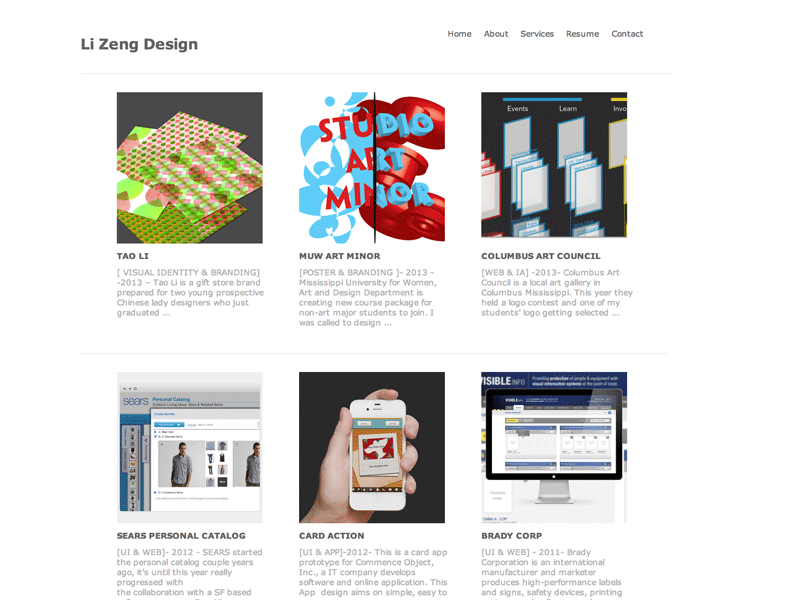 Li Zeng Design
Home About Services Resume Contact
STUDIO
ART
MINOR
Events Learn
TAO LI
[ VISUAL IDENTITY & BRANDING]
-2013 – Tao Li is a gift store brand
prepared for two young prospective
Chinese lady designers who just
graduated ...
MUW ART MINOR
[POSTER & BRANDING ]- 2013 -
Mississippi University for Women,
Art and Design Department is
creating new course package for
non-art major students to join. I
was called to design ...
COLUMBUS ART COUNCIL
[WEB & IA] -2013- Columbus Art
Council is a local art gallery in
Columbus Mississippi. This year they
held a logo contest and one of my
students' logo getting selected ...
sears Personal Catalog
VISIBLE INFO
SEARS PERSONAL CATALOG
[UI & WEB]- 2012 - SEARS started
the personal catalog couple years
ago, it's until this year really
progressed with
the collaboration with a SF based
CARD ACTION
[UI & APP]-2012- This is a card app
prototype for Commence Object,
Inc., a IT company develops
software and online application. This
App design aims on simple, easy to
BRADY CORP
[UI & WEB] - 2011- Brady
Corporation is an international
manufacturer and marketer
produces high-performance labels
and signs, safety devices, printing